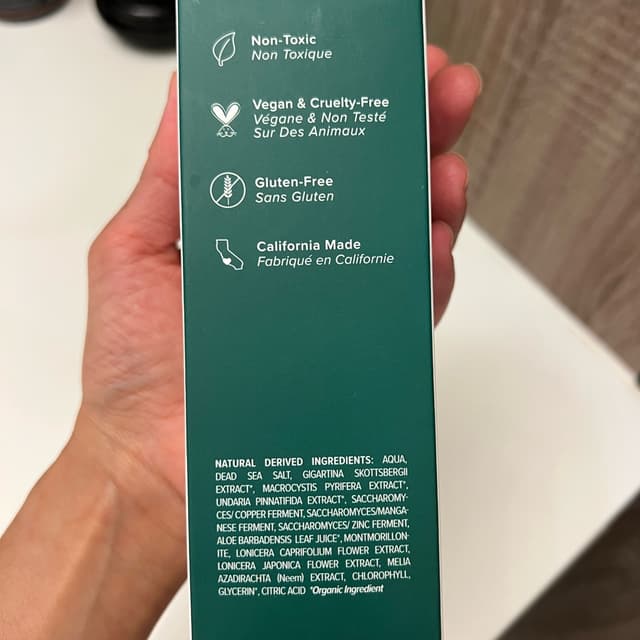 Non-Toxic
Non Toxique
Vegan & Cruelty-Free
Végane & Non Testé
Sur Des Animaux
Gluten-Free
Sans Gluten
California Made
Fabriqué en Californie
NATURAL DERIVED INGREDIENTS: AQUA,
DEAD SEA SALT, GIGARTINA SKOTTSBERGII
EXTRACT*, MACROCYSTIS PYRIFERA EXTRACT*,
UNDARIA PINNATIFIDA EXTRACT*, SACCHAROMY-
CES/ COPPER FERMENT, SACCHAROMYCES/MANGA-
NESE FERMENT, SACCHAROMYCES/ ZINC FERMENT,
ALOE BARBADENSIS LEAF JUICE*, MONTMORILLON-
ITE, LONICERA CAPRIFOLIUM FLOWER EXTRACT,
LONICERA JAPONICA FLOWER EXTRACT, MELIA
AZADIRACHTA (Neem) EXTRACT, CHLOROPHYLL,
GLYCERIN*, CITRIC ACID *Organic Ingredient